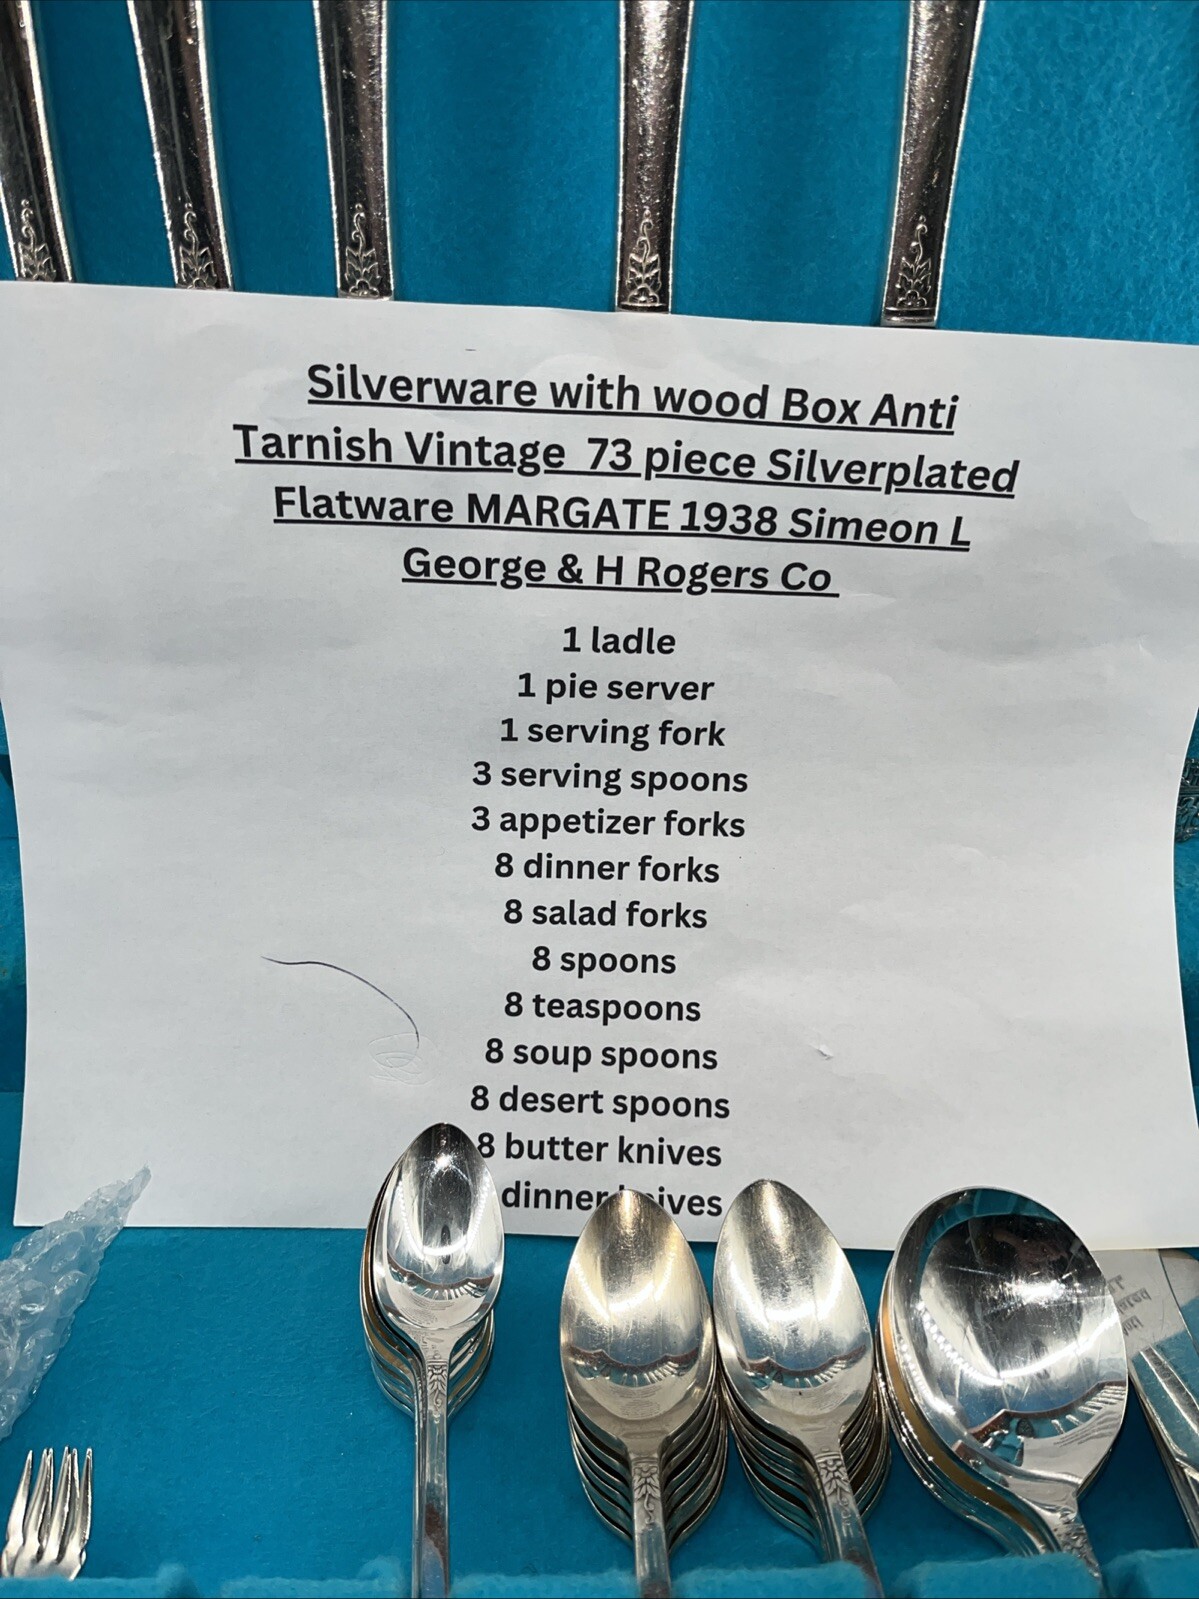 Silverware with wood Box Anti
Tarnish Vintage 73 piece Silverplated
Flatware MARGATE 1938 Simeon L
George & H Rogers Co
1 ladle
1 pie server
1 serving fork
3 serving spoons
3 appetizer forks
8 dinner forks
8 salad forks
8 spoons
8 teaspoons
8 soup spoons
8 desert spoons
8 butter knives
dinner knives